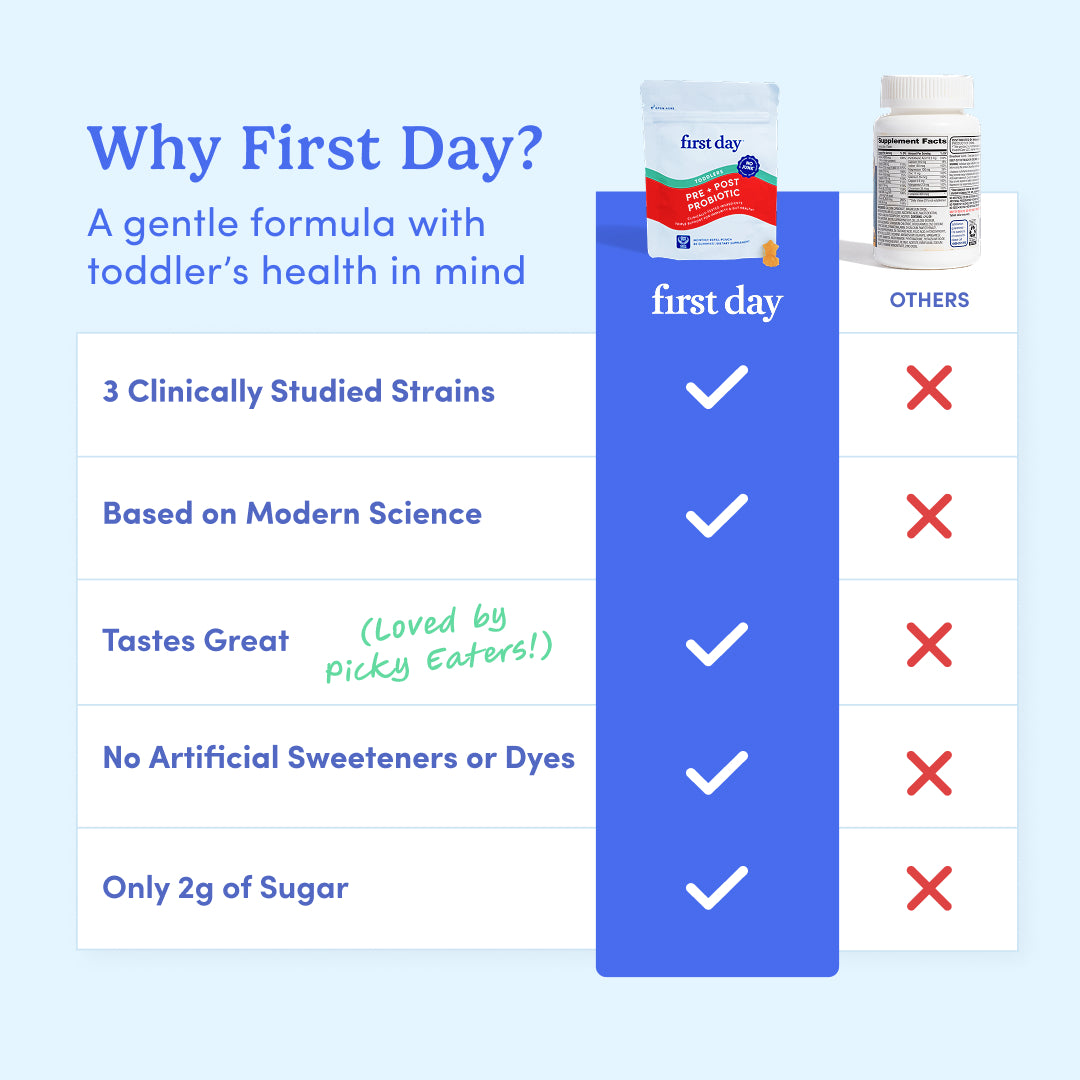 Why First Day?
A gentle formula with
toddler's health in mind
first day
NO
JUNK
TODDLERS
PRE + POST
PROBIOTIC
Supplement Facts
first day
OTHERS
3 Clinically Studied Strains
Based on Modern Science
Tastes Great
(Loved by
Picky Eaters!)
No Artificial Sweeteners or Dyes
Only 2g of Sugar